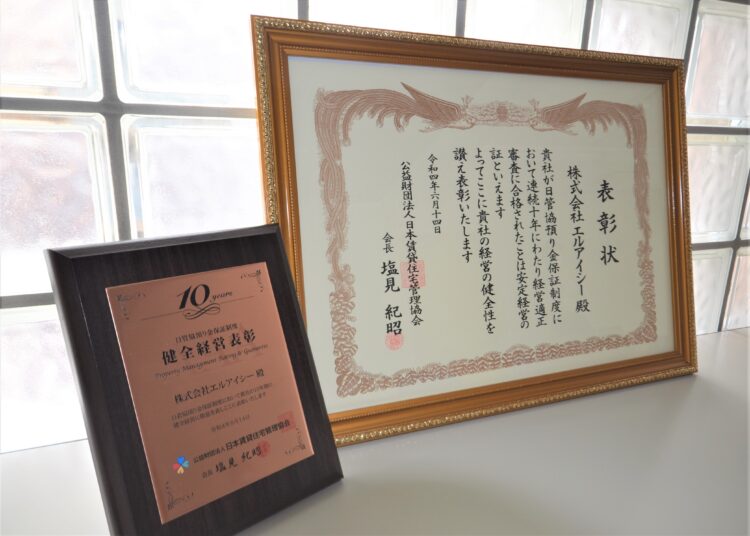 表彰状
株式会社エルアイシー殿
貴社が日管協預り金保証制度に
おいて連続十年にわたり経営適正
審査に合格されたことは安定経営の
証といえます
よってここに貴社の経営の健全性を
讃え表彰いたします
令和四年六月十四日
公益財団法人日本賃貸住宅管理協会
会長 塩見 紀昭
10 years
日管協預り金保証制度
健全経営表彰
Property Management
株式会社エルアイシー殿
公益財団法人 日本賃貸住宅管理協会
会長 塩見 紀昭